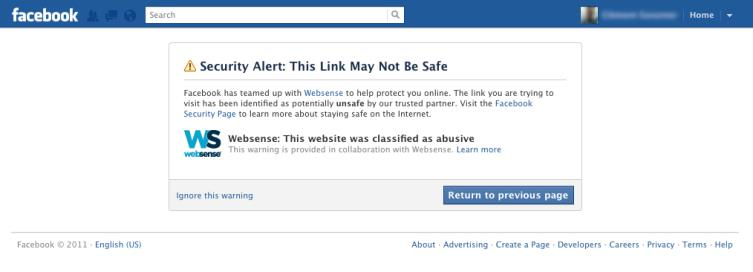 facebook
Search
Home
Security Alert: This Link May Not Be Safe
Facebook has teamed up with Websense to help protect you online. The link you are trying to
visit has been identified as potentially unsafe by our trusted partner. Visit the Facebook
Security Page to learn more about staying safe on the Internet.
WS
websense
Websense: This website was classified as abusive
This warning is provided in collaboration with Websense. Learn more
Ignore this warning
Return to previous page
Facebook © 2011 · English (US)
About · Advertising · Create a Page · Developers · Careers · Privacy · Terms · Help